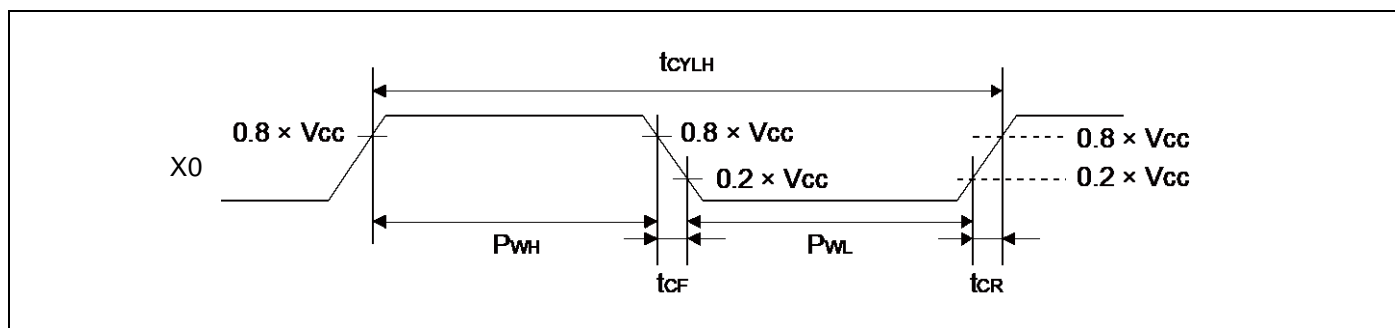 tCYLH
0.8 × Vcc 0.8 × Vcc 0.8 × Vcc
X0
0.2 × Vcc 0.2 × Vcc
PWH PWL
tCF tCR